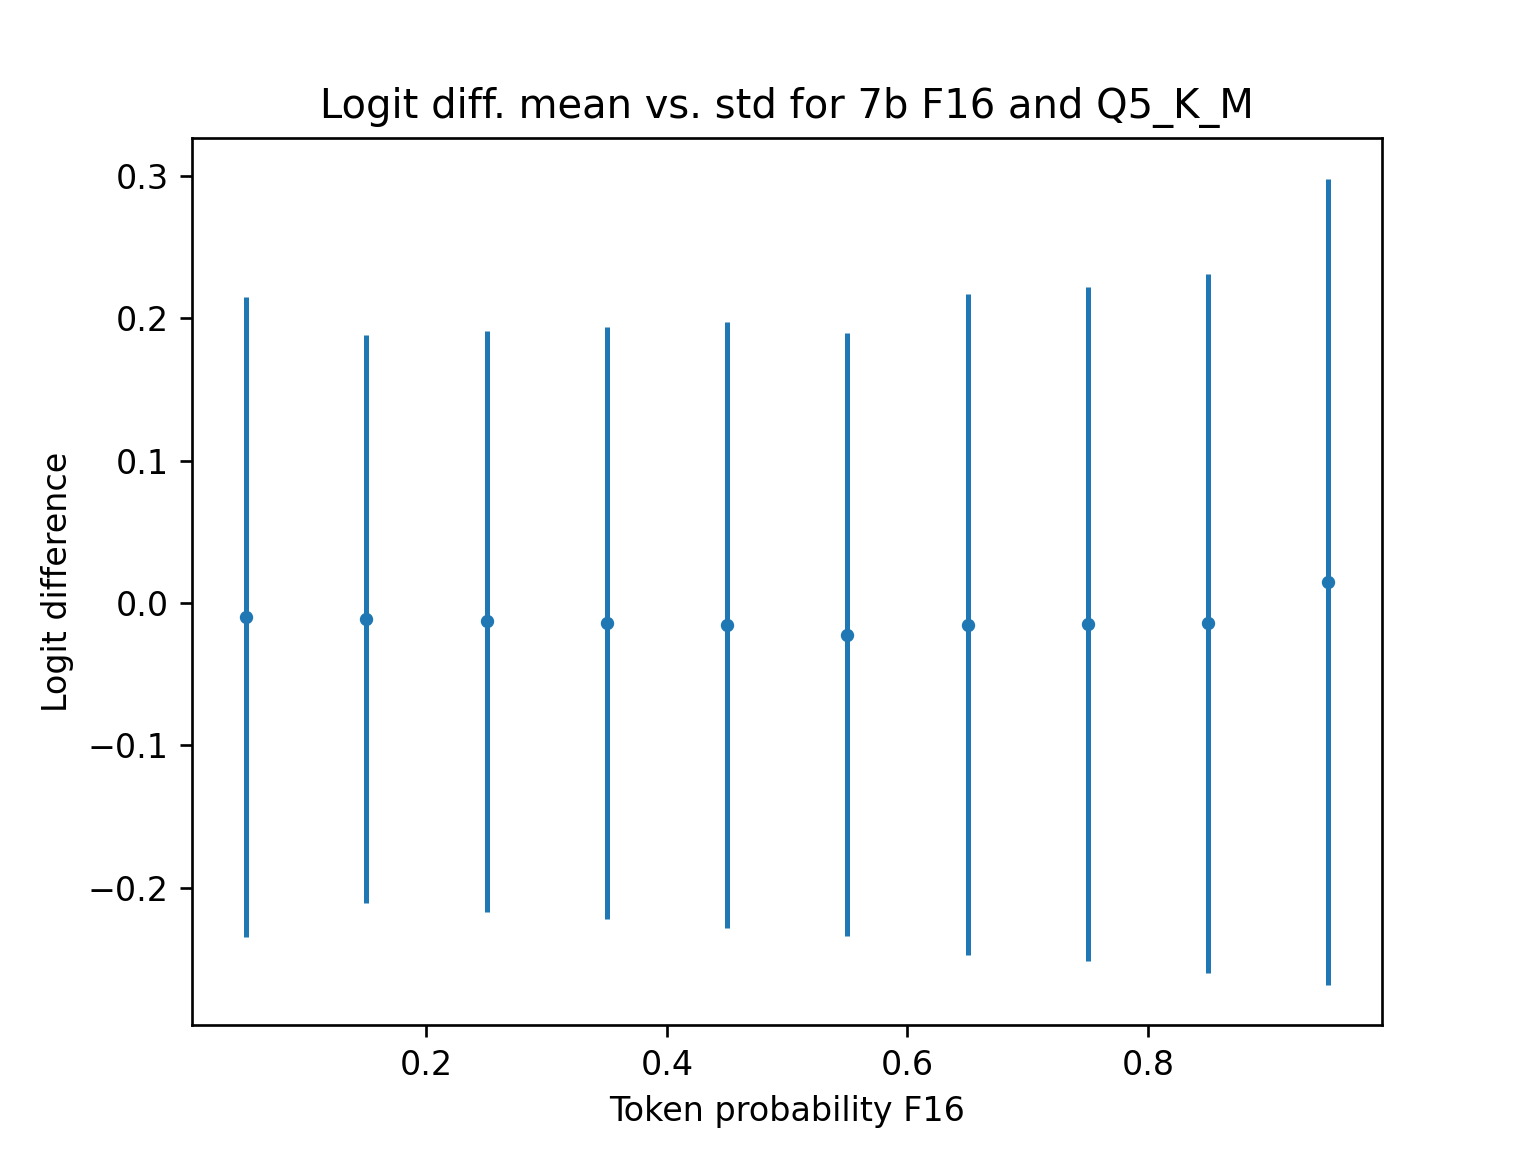 Logit diff. mean vs. std for 7b F16 and Q5_K_M
0.3
0.2
0.1
0.0
−0.1
−0.2
Logit difference
0.2 0.4 0.6 0.8
Token probability F16